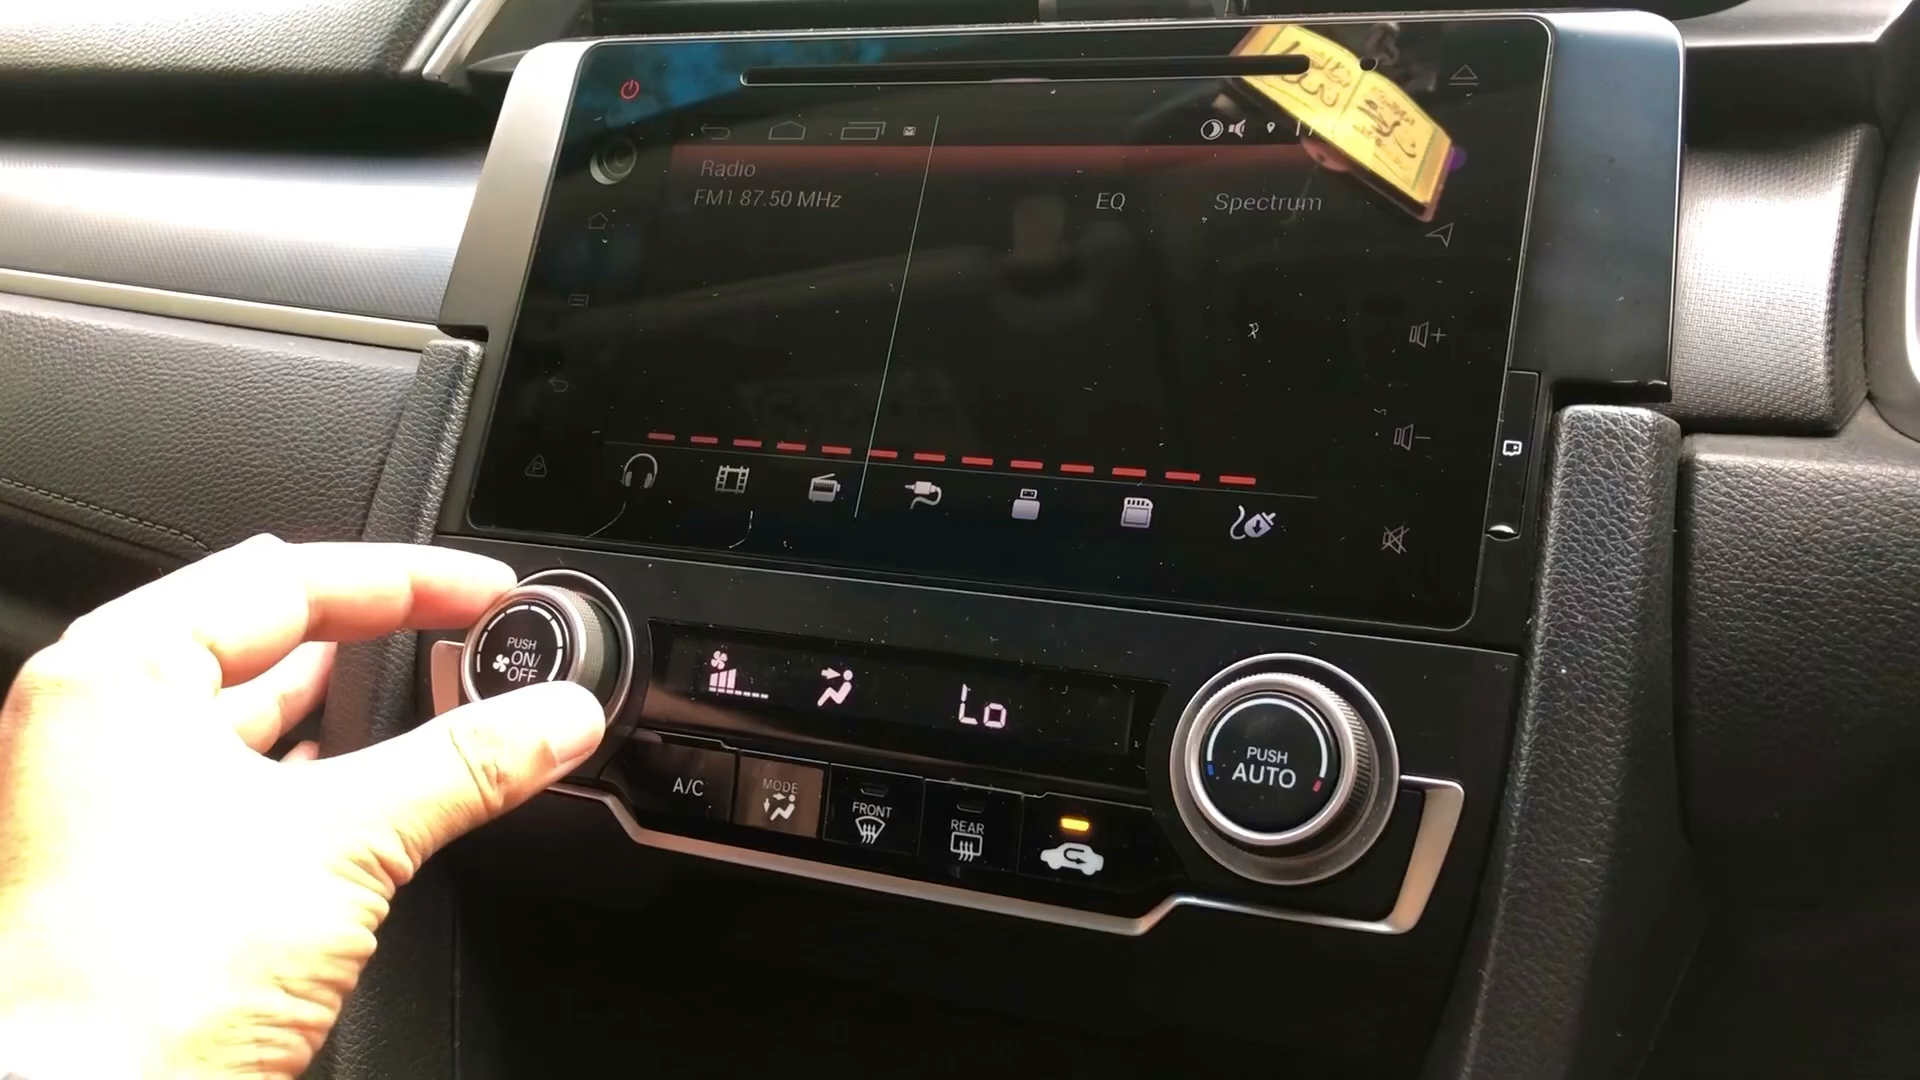 Radio
FM1 87.50 MHz
EQ
Spectrum
PUSH
ON/
OFF
Lo
PUSH
AUTO
A/C
MODE
FRONT
REAR